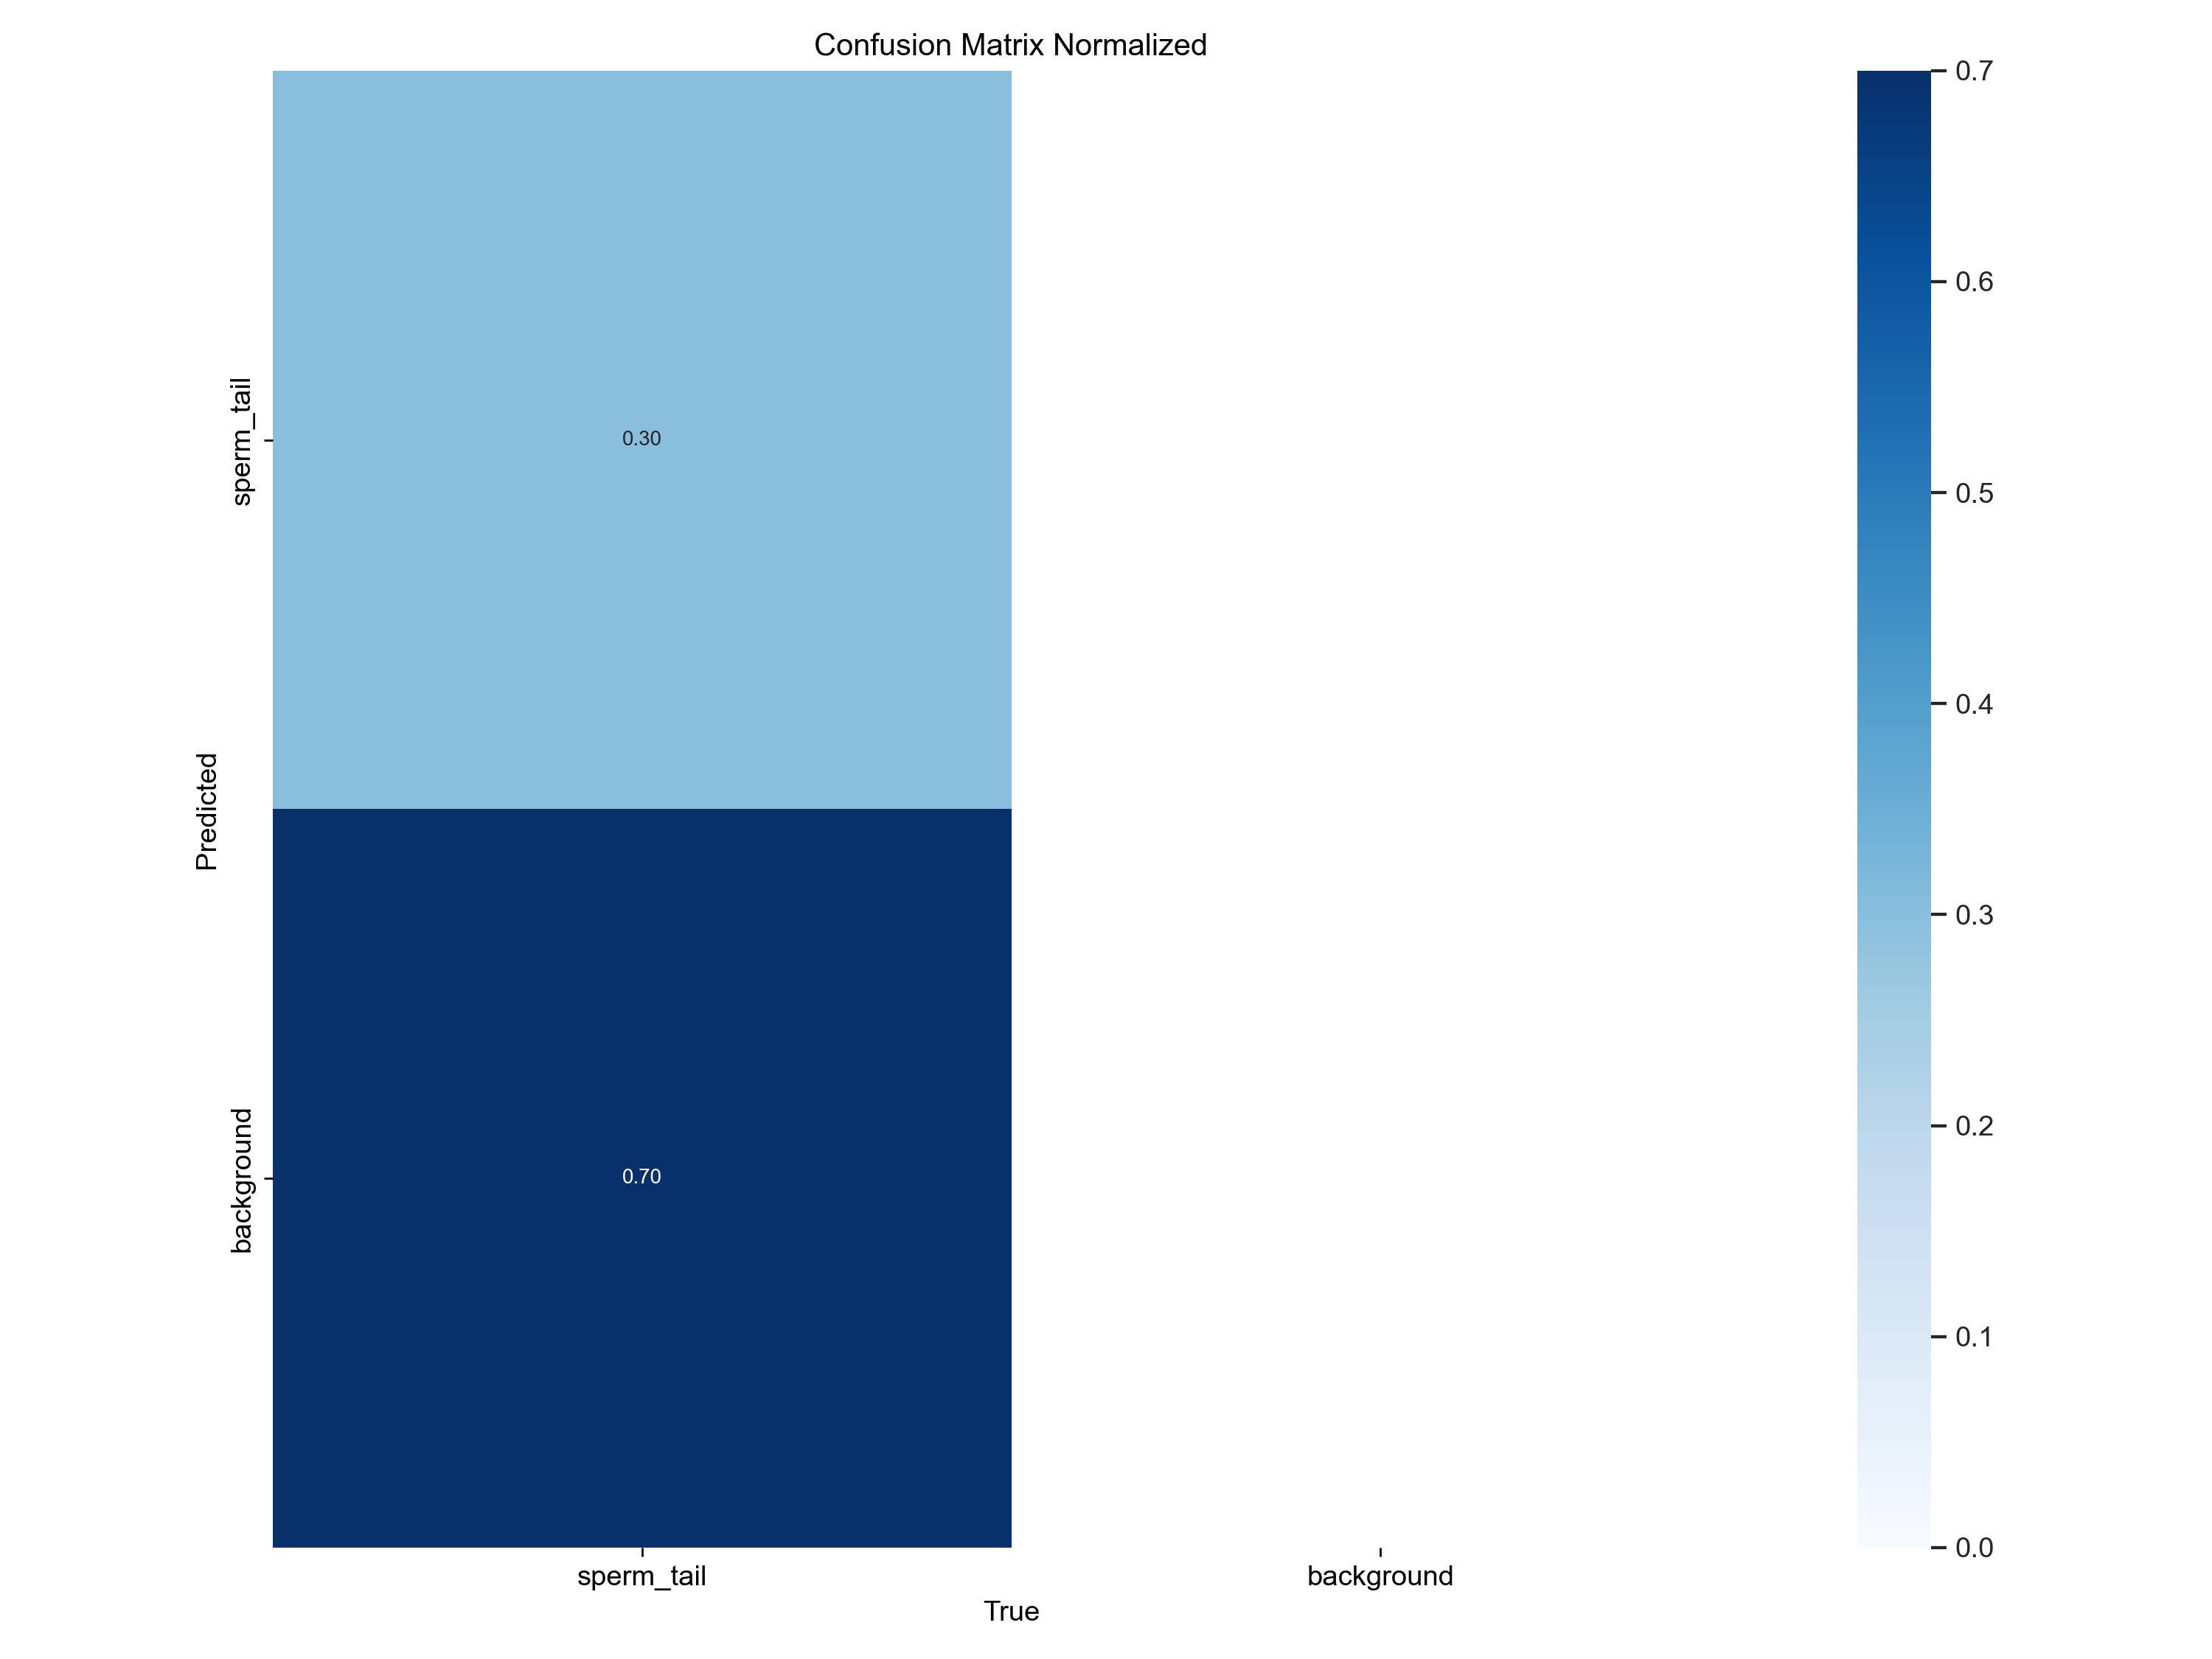 Confusion Matrix Normalized
sperm_tail
0.30
Predicted
background
0.70
sperm_tail
background
True
0.7
0.6
0.5
0.4
0.3
0.2
0.1
0.0